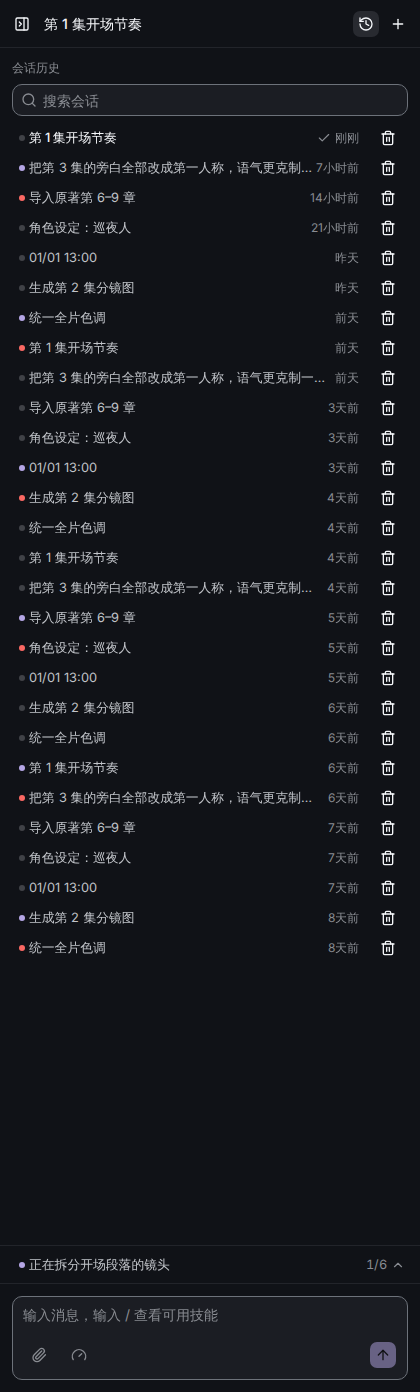 第 1 集开场节奏
会话历史
搜索会话
第 1 集开场节奏 刚刚
把第 3 集的旁白全部改成第一人称，语气更克制... 7小时前
导入原著第 6–9 章 14小时前
角色设定：巡夜人 21小时前
01/01 13:00 昨天
生成第 2 集分镜图 昨天
统一全片色调 前天
第 1 集开场节奏 前天
把第 3 集的旁白全部改成第一人称，语气更克制一... 前天
导入原著第 6–9 章 3天前
角色设定：巡夜人 3天前
01/01 13:00 3天前
生成第 2 集分镜图 4天前
统一全片色调 4天前
第 1 集开场节奏 4天前
把第 3 集的旁白全部改成第一人称，语气更克制... 4天前
导入原著第 6–9 章 5天前
角色设定：巡夜人 5天前
01/01 13:00 5天前
生成第 2 集分镜图 6天前
统一全片色调 6天前
第 1 集开场节奏 6天前
把第 3 集的旁白全部改成第一人称，语气更克制... 6天前
导入原著第 6–9 章 7天前
角色设定：巡夜人 7天前
01/01 13:00 7天前
生成第 2 集分镜图 8天前
统一全片色调 8天前
正在拆分开场段落的镜头 1/6
输入消息，输入 / 查看可用技能